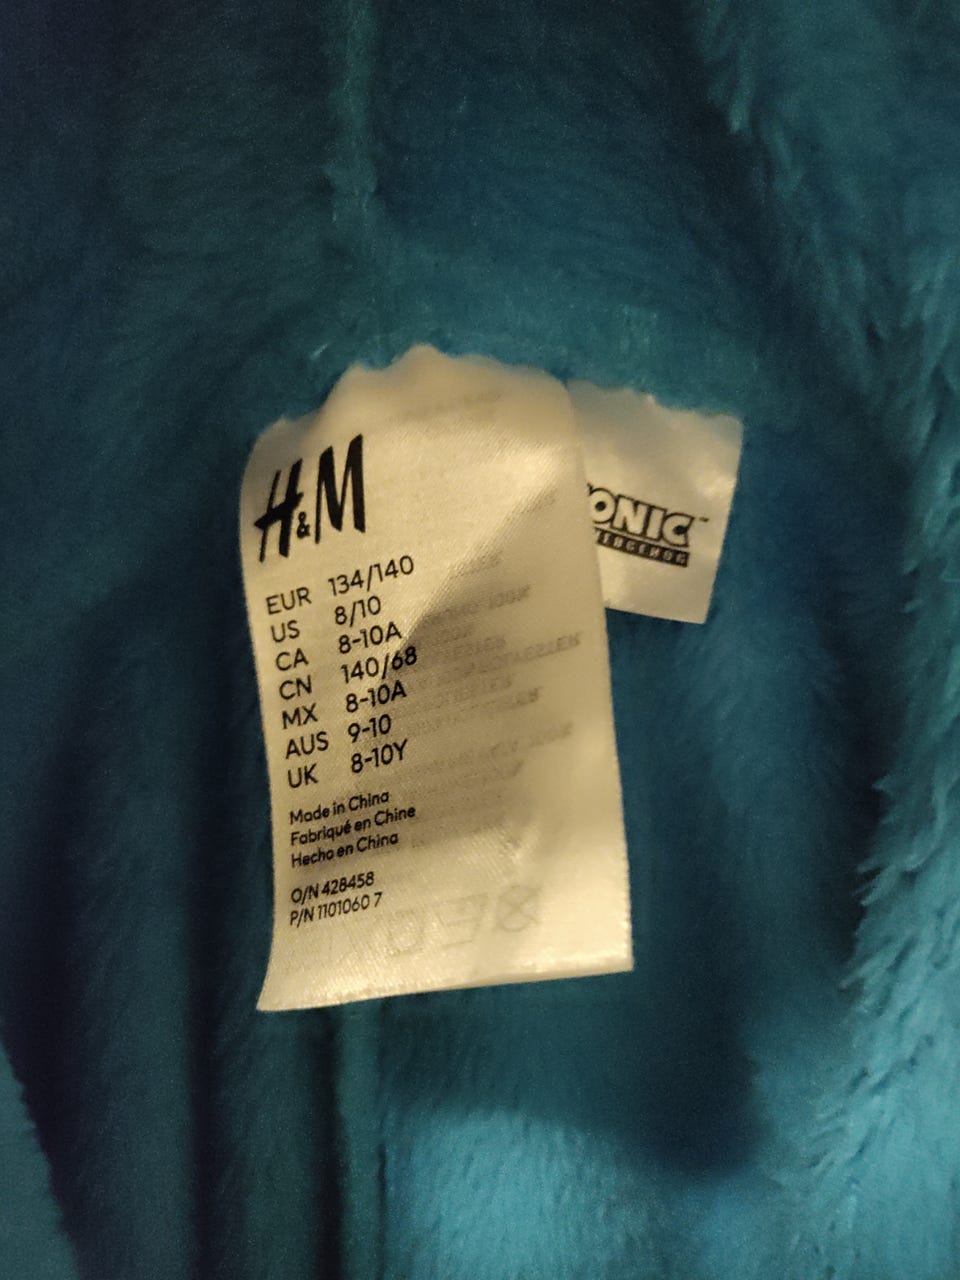 H&M
EUR 134/140
US 8/10
CA 8-10A
CN 140/68
MX 8-10A
AUS 9-10
UK 8-10Y
Made in China
Fabriqué en Chine
Hecho en China
O/N 428458
P/N 1101060 7
ONIC™